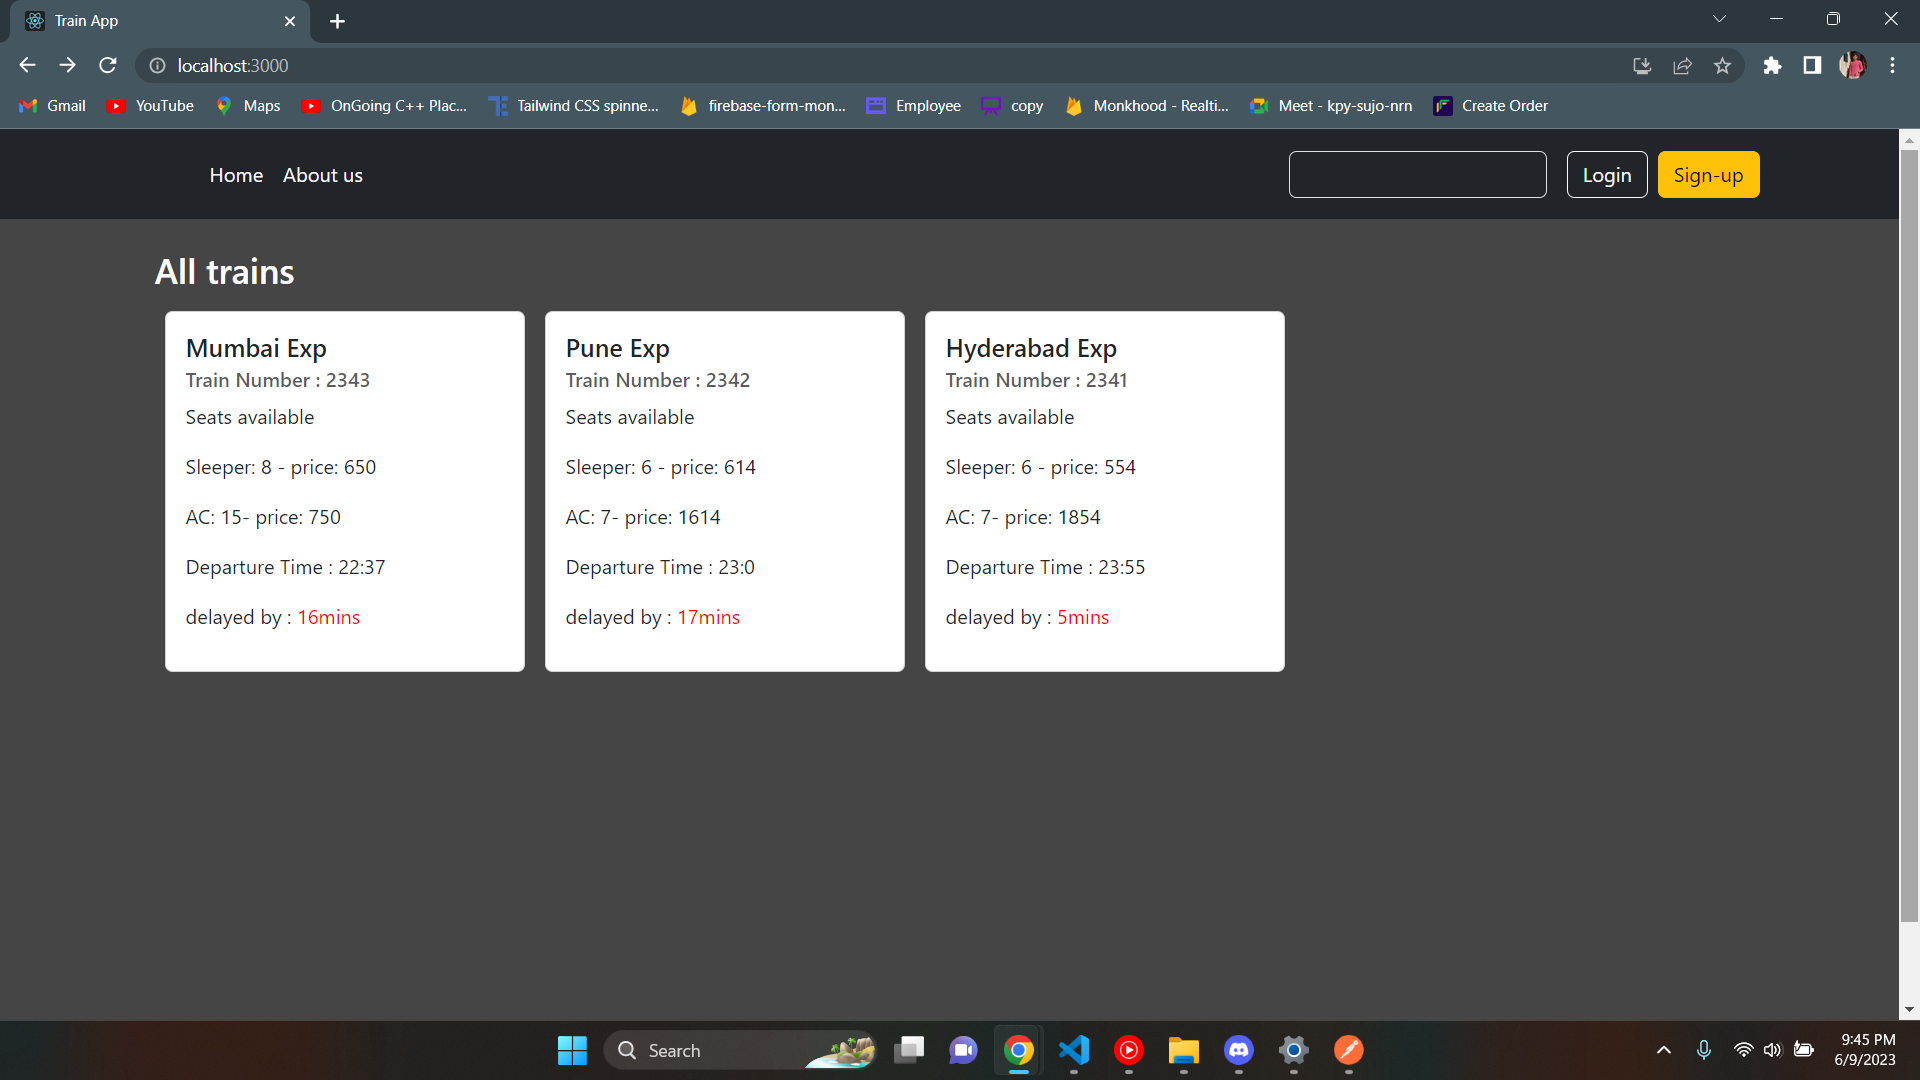 Train App
localhost:3000
Gmail YouTube Maps OnGoing C++ Plac... Tailwind CSS spinne... firebase-form-mon... Employee copy Monkhood - Realti... Meet - kpy-sujo-nrn Create Order
Home About us Login Sign-up
All trains
Mumbai Exp
Train Number : 2343
Seats available
Sleeper: 8 - price: 650
AC: 15- price: 750
Departure Time : 22:37
delayed by : 16mins
Pune Exp
Train Number : 2342
Seats available
Sleeper: 6 - price: 614
AC: 7- price: 1614
Departure Time : 23:0
delayed by : 17mins
Hyderabad Exp
Train Number : 2341
Seats available
Sleeper: 6 - price: 554
AC: 7- price: 1854
Departure Time : 23:55
delayed by : 5mins
Search
9:45 PM
6/9/2023